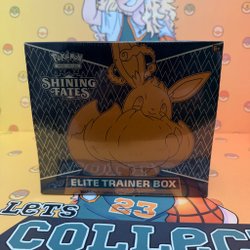 Pokémon
SHINING
FATES
ELITE TRAINER BOX
LETS
23
COLLEC